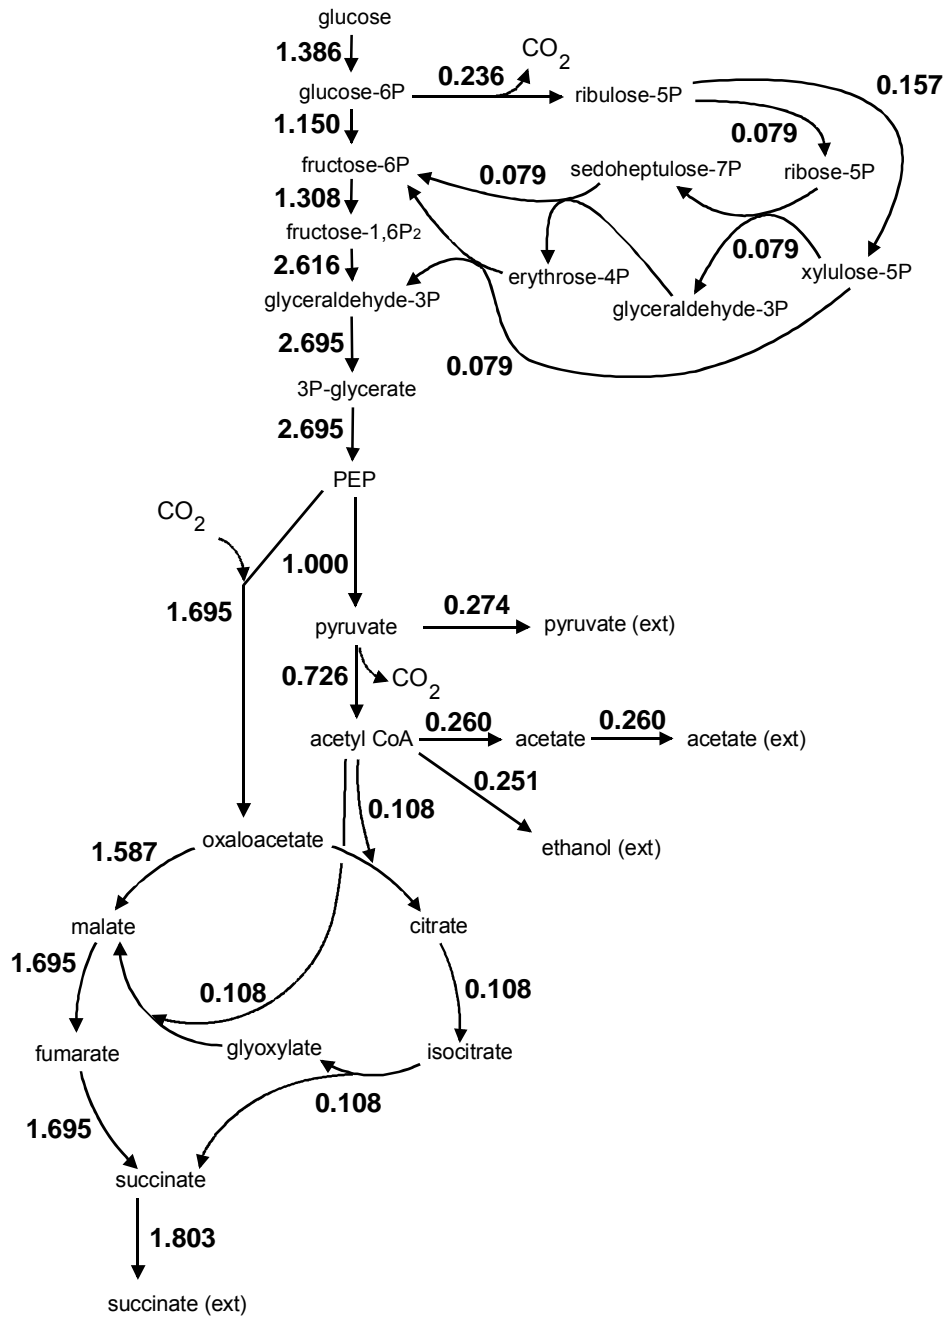 glucose
1.386
CO2
glucose-6P
0.236
ribulose-5P
0.157
1.150
0.079
fructose-6P
0.079
sedoheptulose-7P
ribose-5P
1.308
fructose-1,6P2
0.079
2.616
erythrose-4P
xylulose-5P
glyceraldehyde-3P
glyceraldehyde-3P
2.695
0.079
3P-glycerate
2.695
PEP
CO2
1.000
1.695
0.274
pyruvate
pyruvate (ext)
0.726
CO2
acetyl CoA
0.260
acetate
0.260
acetate (ext)
0.251
0.108
oxaloacetate
ethanol (ext)
1.587
malate
citrate
1.695
0.108
0.108
fumarate
glyoxylate
isocitrate
0.108
1.695
succinate
1.803
succinate (ext)